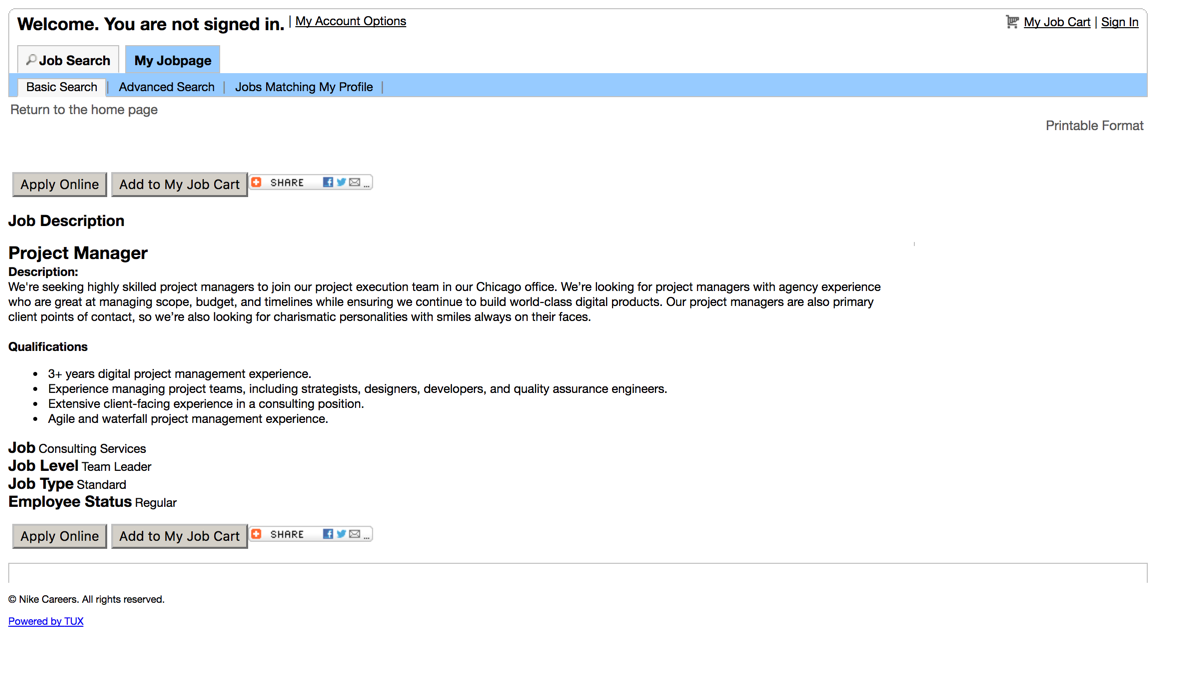 Welcome. You are not signed in. | My Account Options
My Job Cart | Sign In
Job Search
My Jobpage
Basic Search | Advanced Search | Jobs Matching My Profile |
Return to the home page
Printable Format
Apply Online
Add to My Job Cart
SHARE
...
Job Description
Project Manager
Description:
We're seeking highly skilled project managers to join our project execution team in our Chicago office. We're looking for project managers with agency experience
who are great at managing scope, budget, and timelines while ensuring we continue to build world-class digital products. Our project managers are also primary
client points of contact, so we're also looking for charismatic personalities with smiles always on their faces.
Qualifications
• 3+ years digital project management experience.
• Experience managing project teams, including strategists, designers, developers, and quality assurance engineers.
• Extensive client-facing experience in a consulting position.
• Agile and waterfall project management experience.
Job Consulting Services
Job Level Team Leader
Job Type Standard
Employee Status Regular
Apply Online
Add to My Job Cart
SHARE
...
© Nike Careers. All rights reserved.
Powered by TUX